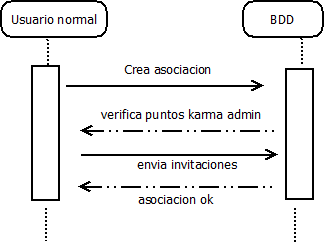 Usuario normal
BDD
Crea asociacion
verifica puntos karma admin
envia invitaciones
asociacion ok